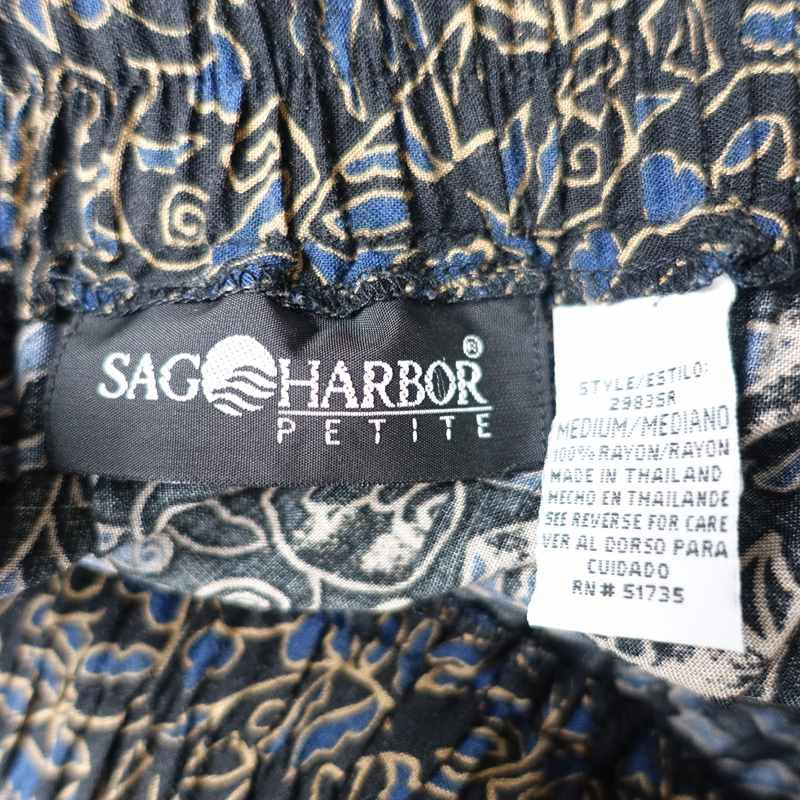 SAG HARBOR®
PETITE
STYLE/ESTILO:
2983SR
MEDIUM/MEDIANO
100% RAYON/RAYON
MADE IN THAILAND
HECHO EN THAILANDE
SEE REVERSE FOR CARE
VER AL DORSO PARA
CUIDADO
RN# 51735